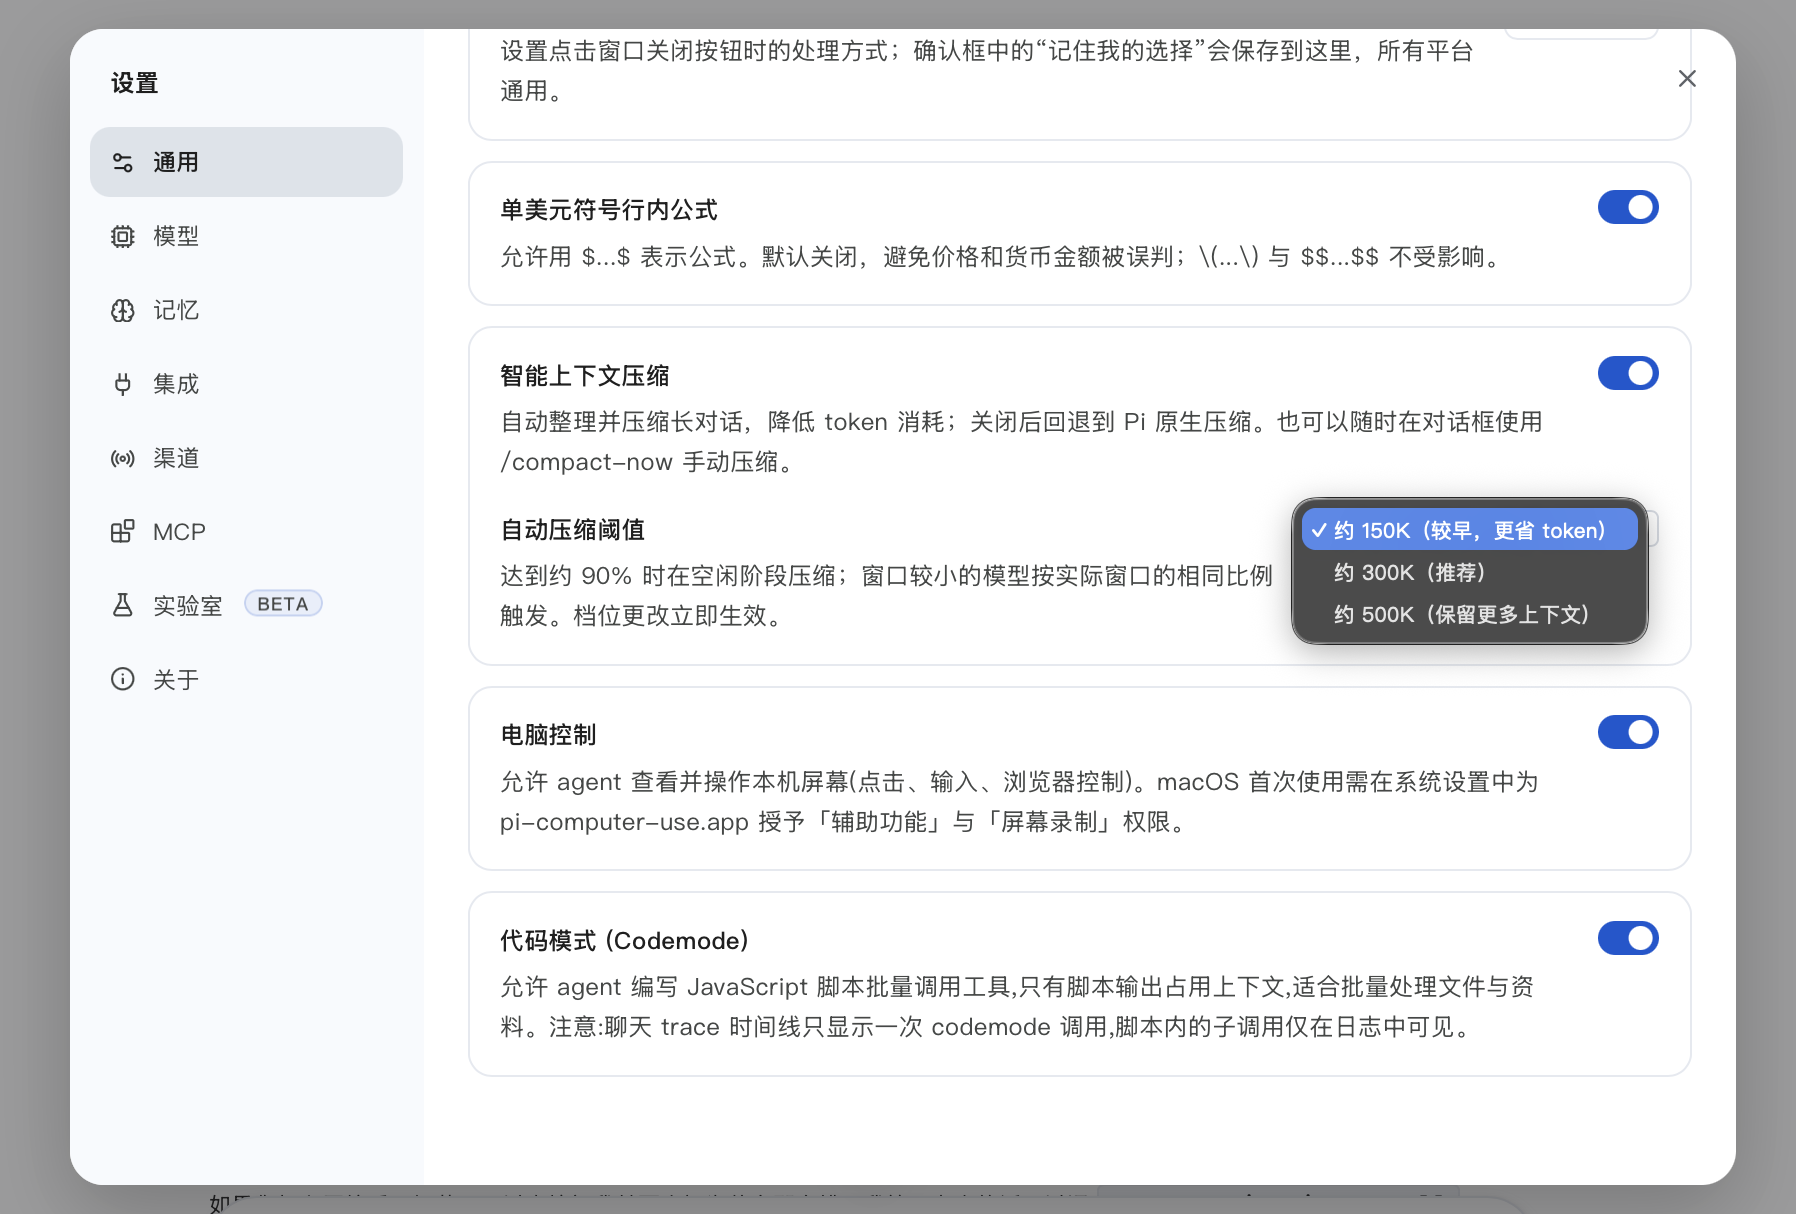 设置
通用
模型
记忆
集成
渠道
MCP
实验室 BETA
关于
设置点击窗口关闭按钮时的处理方式；确认框中的“记住我的选择”会保存到这里，所有平台
通用。
单美元符号行内公式
允许用 $...$ 表示公式。默认关闭，避免价格和货币金额被误判；\(...\) 与 $$...$$ 不受影响。
智能上下文压缩
自动整理并压缩长对话，降低 token 消耗；关闭后回退到 Pi 原生压缩。也可以随时在对话框使用
/compact-now 手动压缩。
自动压缩阈值
达到约 90% 时在空闲阶段压缩；窗口较小的模型按实际窗口的相同比例
触发。档位更改立即生效。
✓ 约 150K（较早，更省 token）
约 300K（推荐）
约 500K（保留更多上下文）
电脑控制
允许 agent 查看并操作本机屏幕(点击、输入、浏览器控制)。macOS 首次使用需在系统设置中为
pi-computer-use.app 授予「辅助功能」与「屏幕录制」权限。
代码模式 (Codemode)
允许 agent 编写 JavaScript 脚本批量调用工具,只有脚本输出占用上下文,适合批量处理文件与资
料。注意:聊天 trace 时间线只显示一次 codemode 调用,脚本内的子调用仅在日志中可见。